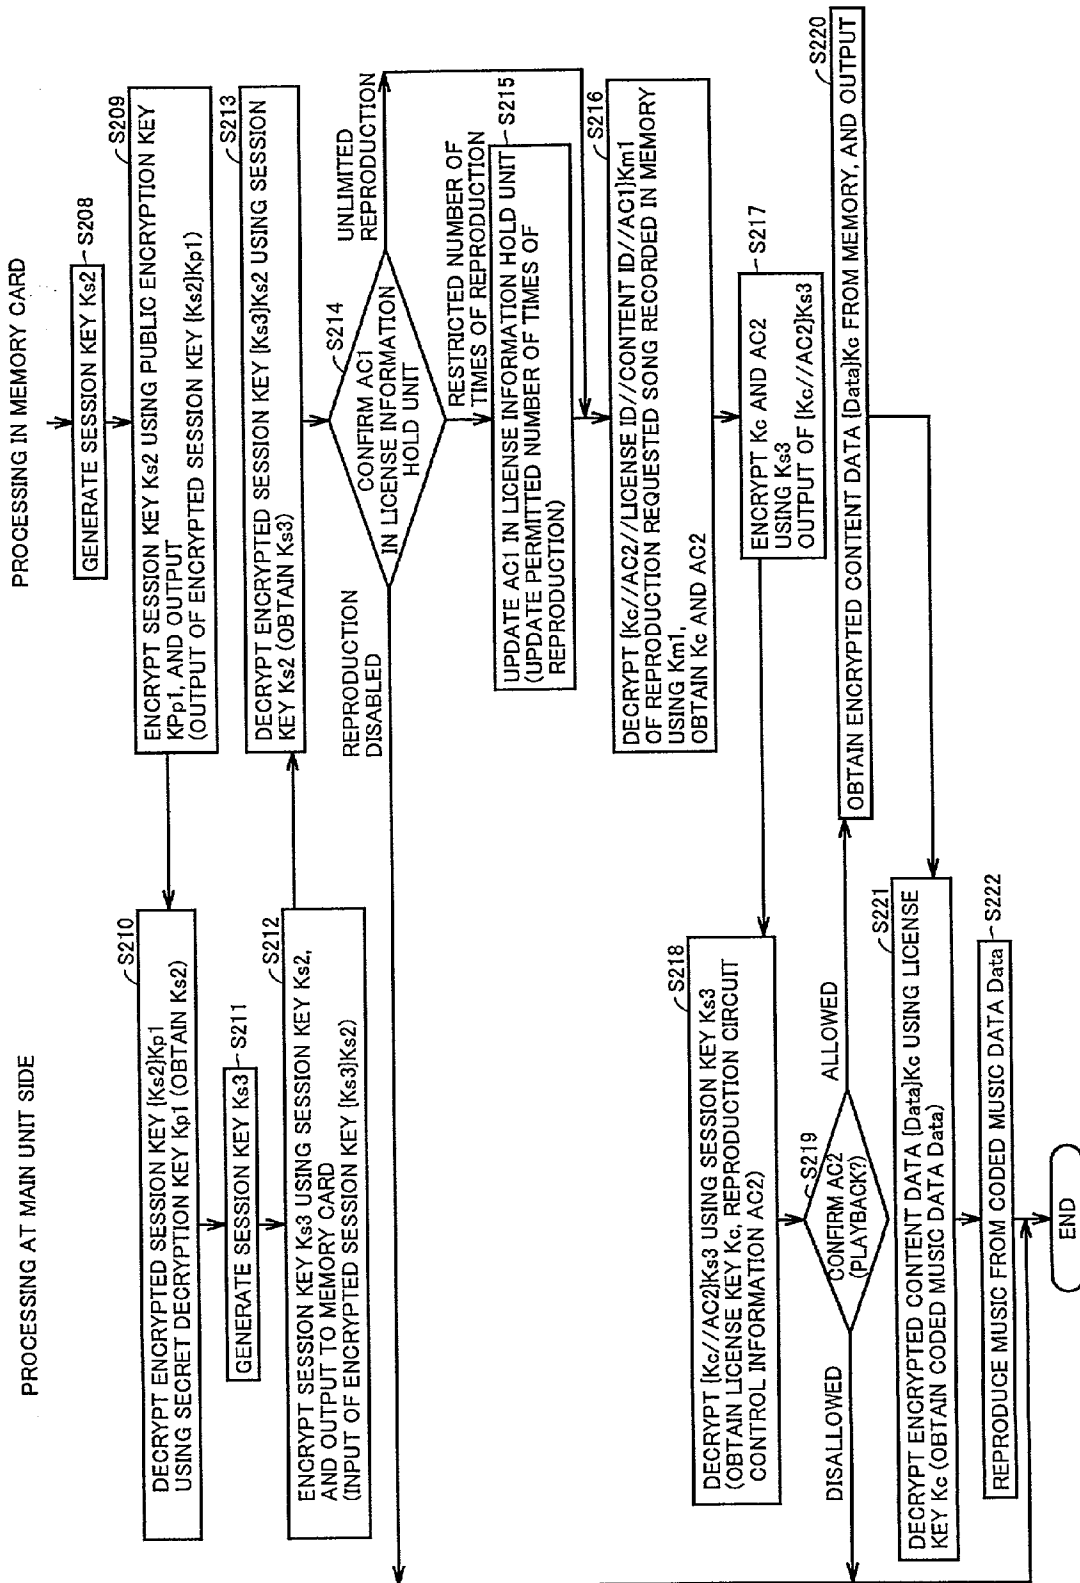 PROCESSING AT MAIN UNIT SIDE
PROCESSING IN MEMORY CARD
GENERATE SESSION KEY Ks2
S208
ENCRYPT SESSION KEY Ks2 USING PUBLIC ENCRYPTION KEY
KPp1, AND OUTPUT
(OUTPUT OF ENCRYPTED SESSION KEY {Ks2}Kp1)
S209
DECRYPT ENCRYPTED SESSION KEY {Ks2}Kp1
USING SECRET DECRYPTION KEY Kp1 (OBTAIN Ks2)
S210
GENERATE SESSION KEY Ks3
S211
ENCRYPT SESSION KEY Ks3 USING SESSION KEY Ks2,
AND OUTPUT TO MEMORY CARD
(INPUT OF ENCRYPTED SESSION KEY {Ks3}Ks2)
S212
DECRYPT ENCRYPTED SESSION KEY {Ks3}Ks2 USING SESSION
KEY Ks2 (OBTAIN Ks3)
S213
CONFIRM AC1
IN LICENSE INFORMATION
HOLD UNIT
S214
REPRODUCTION
DISABLED
UNLIMITED
REPRODUCTION
RESTRICTED NUMBER OF
TIMES OF REPRODUCTION
UPDATE AC1 IN LICENSE INFORMATION HOLD UNIT
(UPDATE PERMITTED NUMBER OF TIMES OF
REPRODUCTION)
S215
DECRYPT {Kc//AC2//LICENSE ID//CONTENT ID//AC1}Km1
OF REPRODUCTION REQUESTED SONG RECORDED IN MEMORY
USING Km1,
OBTAIN Kc AND AC2
S216
ENCRYPT Kc AND AC2
USING Ks3
OUTPUT OF {Kc//AC2}Ks3
S217
DECRYPT {Kc//AC2}Ks3 USING SESSION KEY Ks3
(OBTAIN LICENSE KEY Kc, REPRODUCTION CIRCUIT
CONTROL INFORMATION AC2)
S218
CONFIRM AC2
(PLAYBACK?)
S219
DISALLOWED
ALLOWED
OBTAIN ENCRYPTED CONTENT DATA {Data}Kc FROM MEMORY, AND OUTPUT
S220
DECRYPT ENCRYPTED CONTENT DATA {Data}Kc USING LICENSE
KEY Kc (OBTAIN CODED MUSIC DATA Data)
S221
REPRODUCE MUSIC FROM CODED MUSIC DATA Data
S222
END